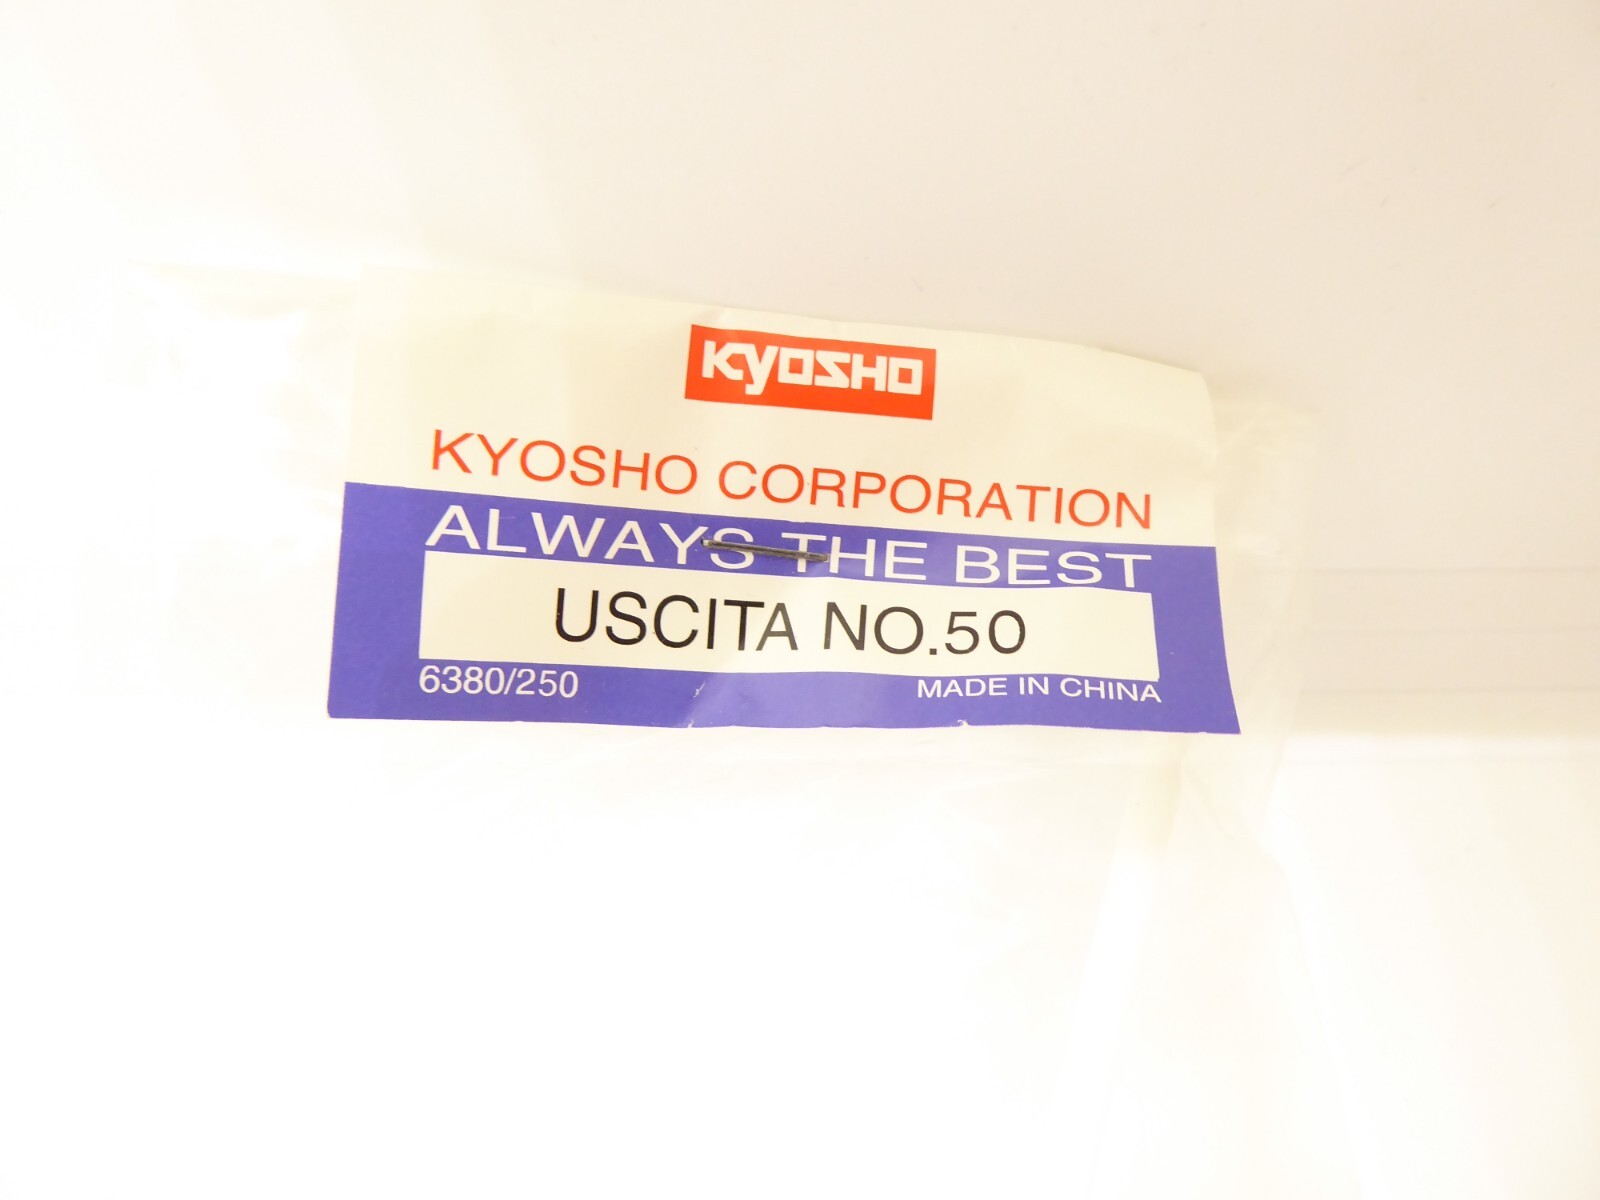 KYOSHO
KYOSHO CORPORATION
ALWAYS THE BEST
USCITA NO.50
6380/250 MADE IN CHINA